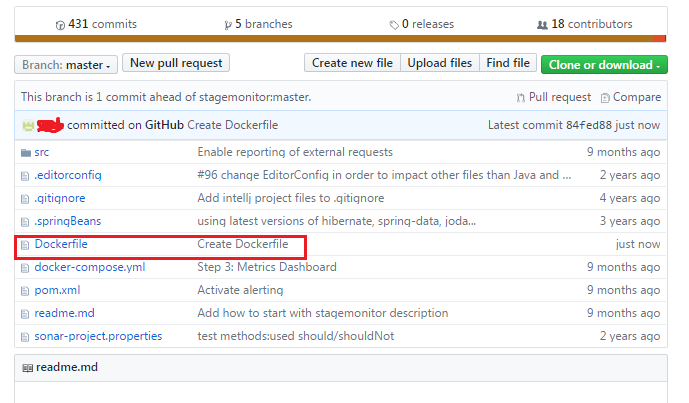 431 commits 5 branches 0 releases 18 contributors
Branch: master New pull request Create new file Upload files Find file Clone or download
This branch is 1 commit ahead of stagemonitor:master. Pull request Compare
committed on GitHub Create Dockerfile Latest commit 84fed88 just now
src Enable reporting of external requests 9 months ago
.editorconfig #96 change EditorConfig in order to impact other files than Java and ... 2 years ago
.gitignore Add intellj project files to .gitignore 4 years ago
.springBeans using latest versions of hibernate, spring-data, joda... 3 years ago
Dockerfile Create Dockerfile just now
docker-compose.yml Step 3: Metrics Dashboard 9 months ago
pom.xml Activate alerting 9 months ago
readme.md Add how to start with stagemonitor description 9 months ago
sonar-project.properties test methods:used should/shouldNot 2 years ago
readme.md